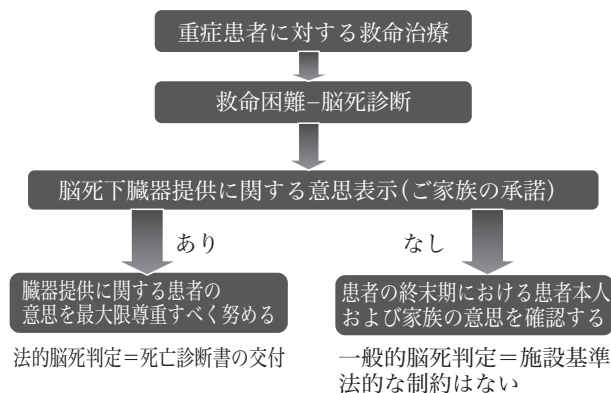 重症患者に対する救命治療
救命困難−脳死診断
脳死下臓器提供に関する意思表示(ご家族の承諾)
あり
なし
臓器提供に関する患者の
意思を最大限尊重すべく努める
患者の終末期における患者本人
および家族の意思を確認する
法的脳死判定＝死亡診断書の交付
一般的脳死判定＝施設基準
法的な制約はない